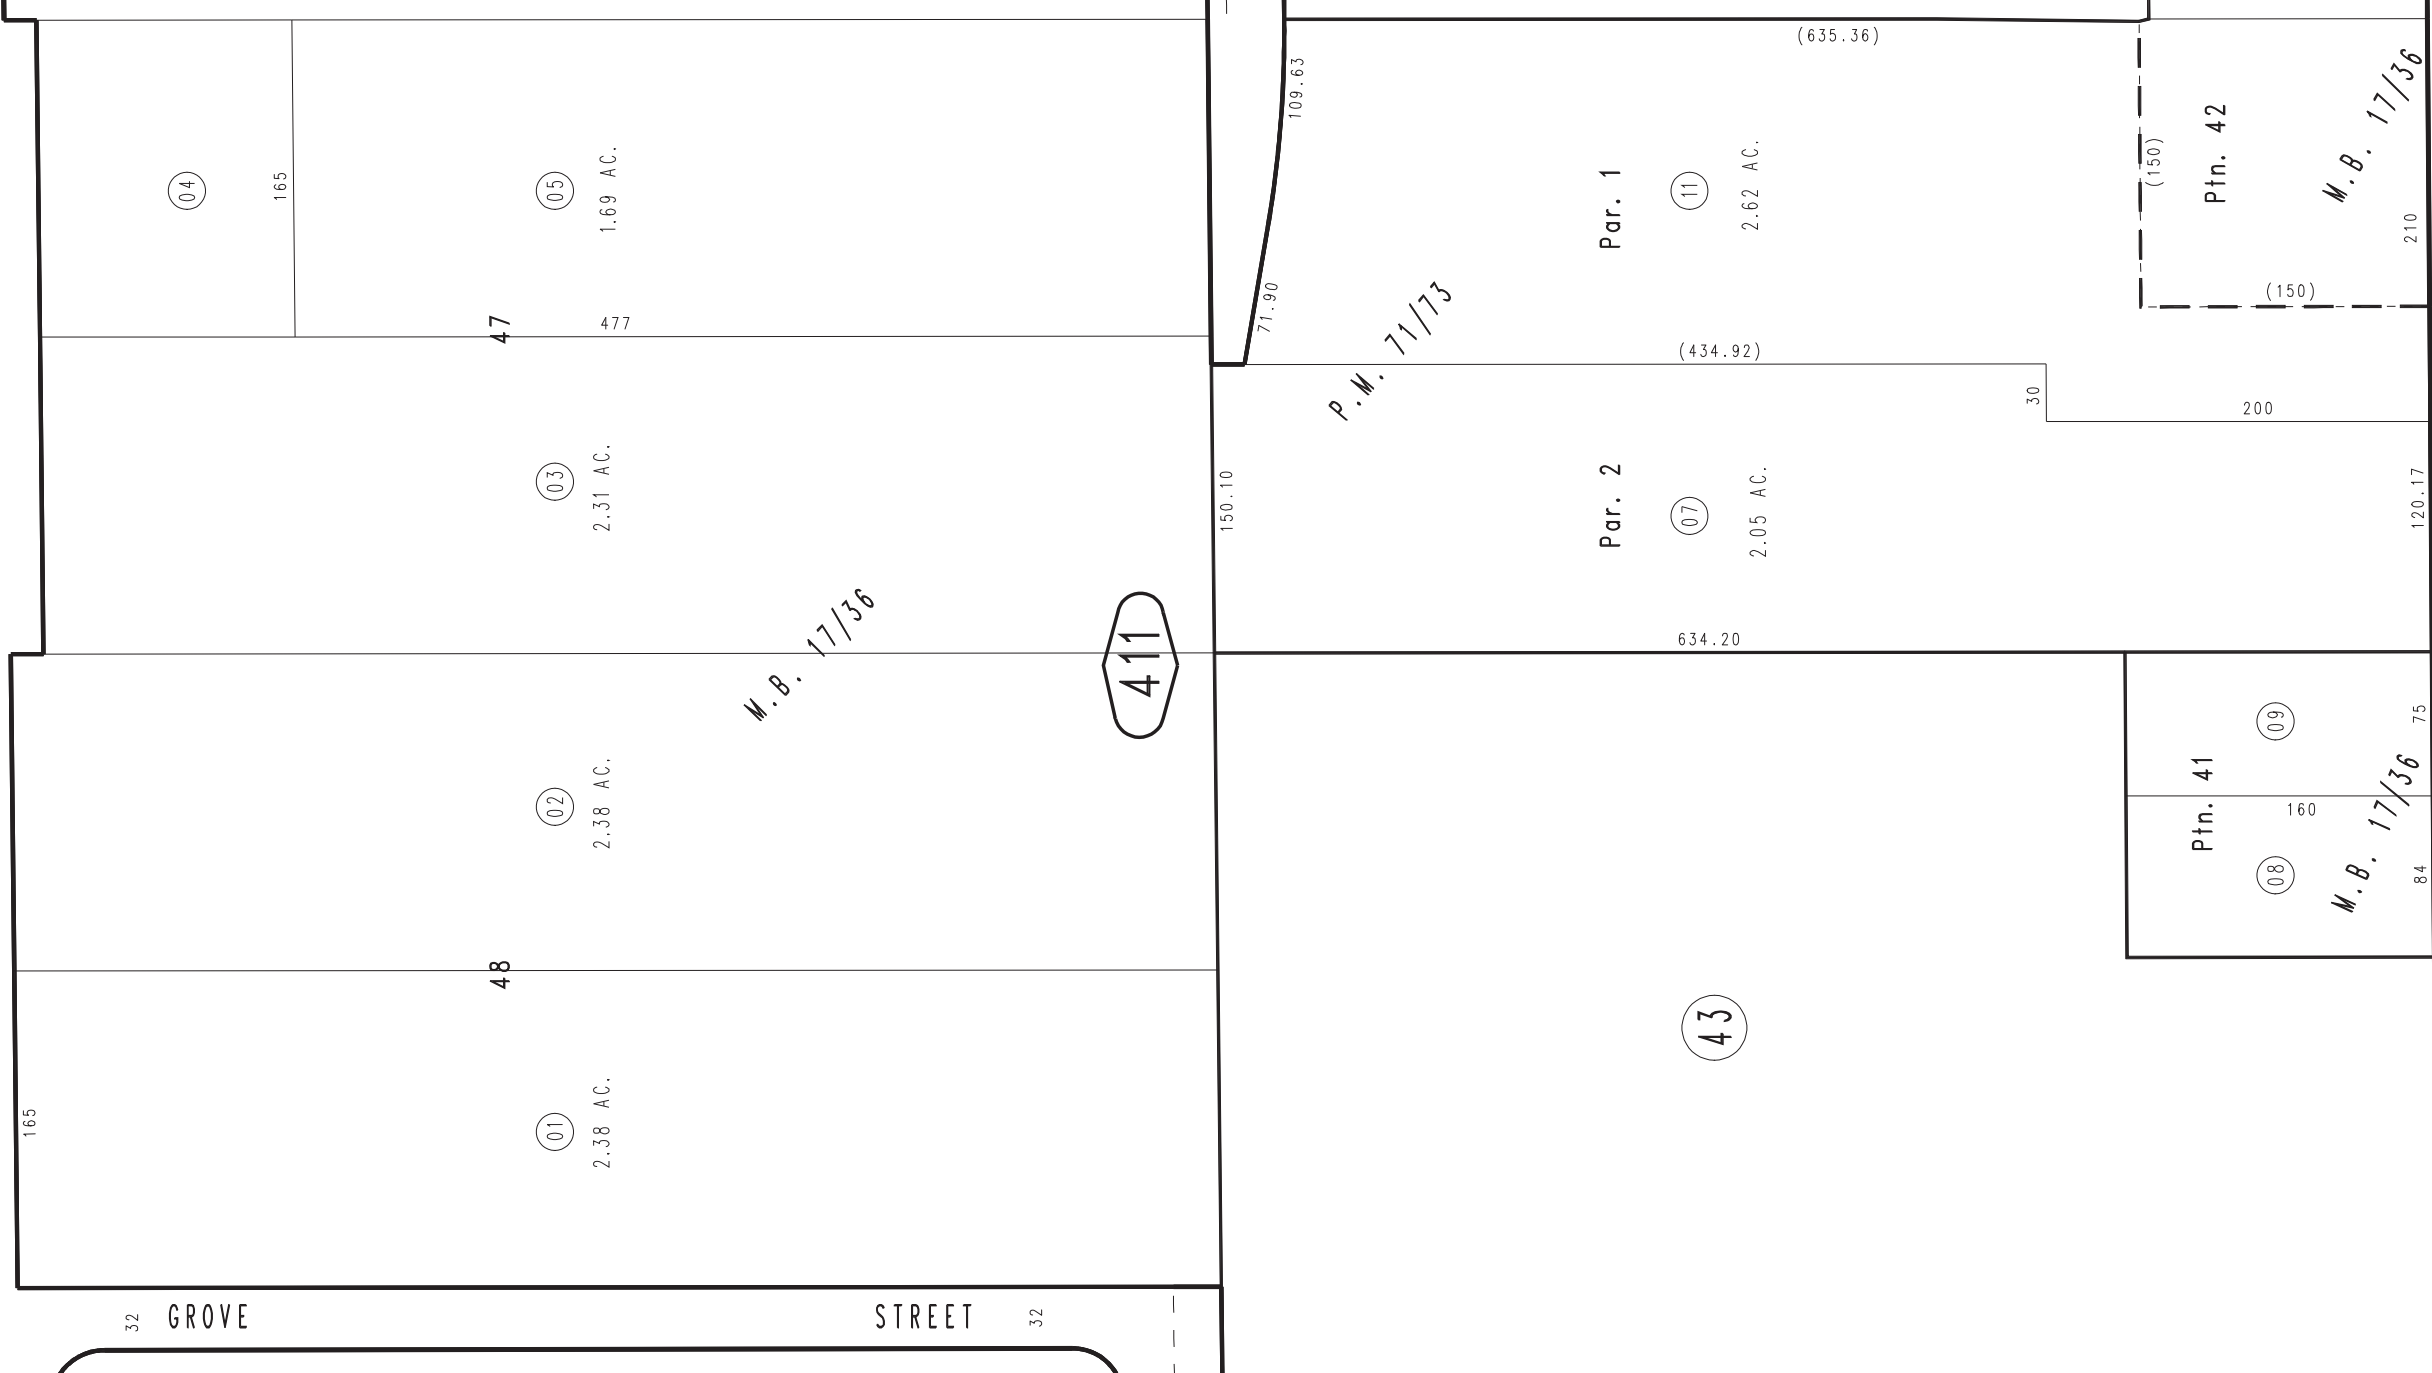 (635.36)
109.63
M.B. 17/36
Ptn. 42
(150)
210
04
165
05
1.69 AC.
Par. 1
11
2.62 AC.
(150)
71.90
47
477
P.M. 71/73
(434.92)
30
200
03
2.31 AC.
150.10
Par. 2
07
2.05 AC.
120.17
M.B. 17/36
411
634.20
09
75
Ptn. 41
160
M.B. 17/36
08
84
02
2.38 AC.
48
43
165
01
2.38 AC.
32
GROVE STREET
32